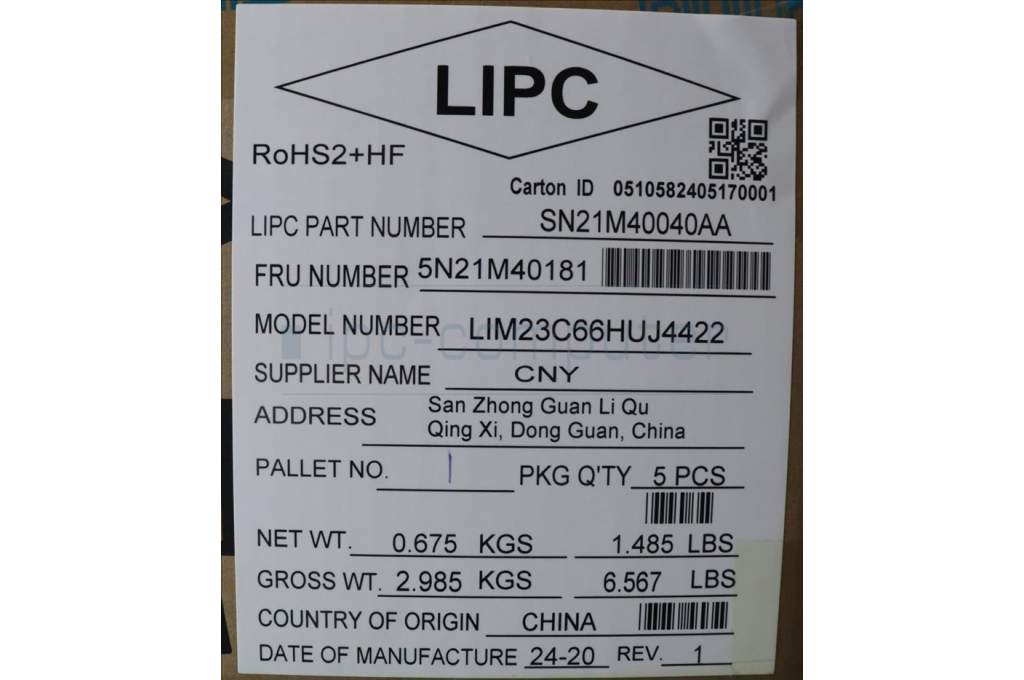 LIPC
RoHS2+HF
Carton ID 0510582405170001
LIPC PART NUMBER SN21M40040AA
FRU NUMBER 5N21M40181
MODEL NUMBER LIM23C66HUJ4422
ipc-computer
SUPPLIER NAME CNY
ADDRESS San Zhong Guan Li Qu
Qing Xi, Dong Guan, China
PALLET NO. 1 PKG Q'TY 5 PCS
NET WT. 0.675 KGS 1.485 LBS
GROSS WT. 2.985 KGS 6.567 LBS
COUNTRY OF ORIGIN CHINA
DATE OF MANUFACTURE 24-20 REV. 1